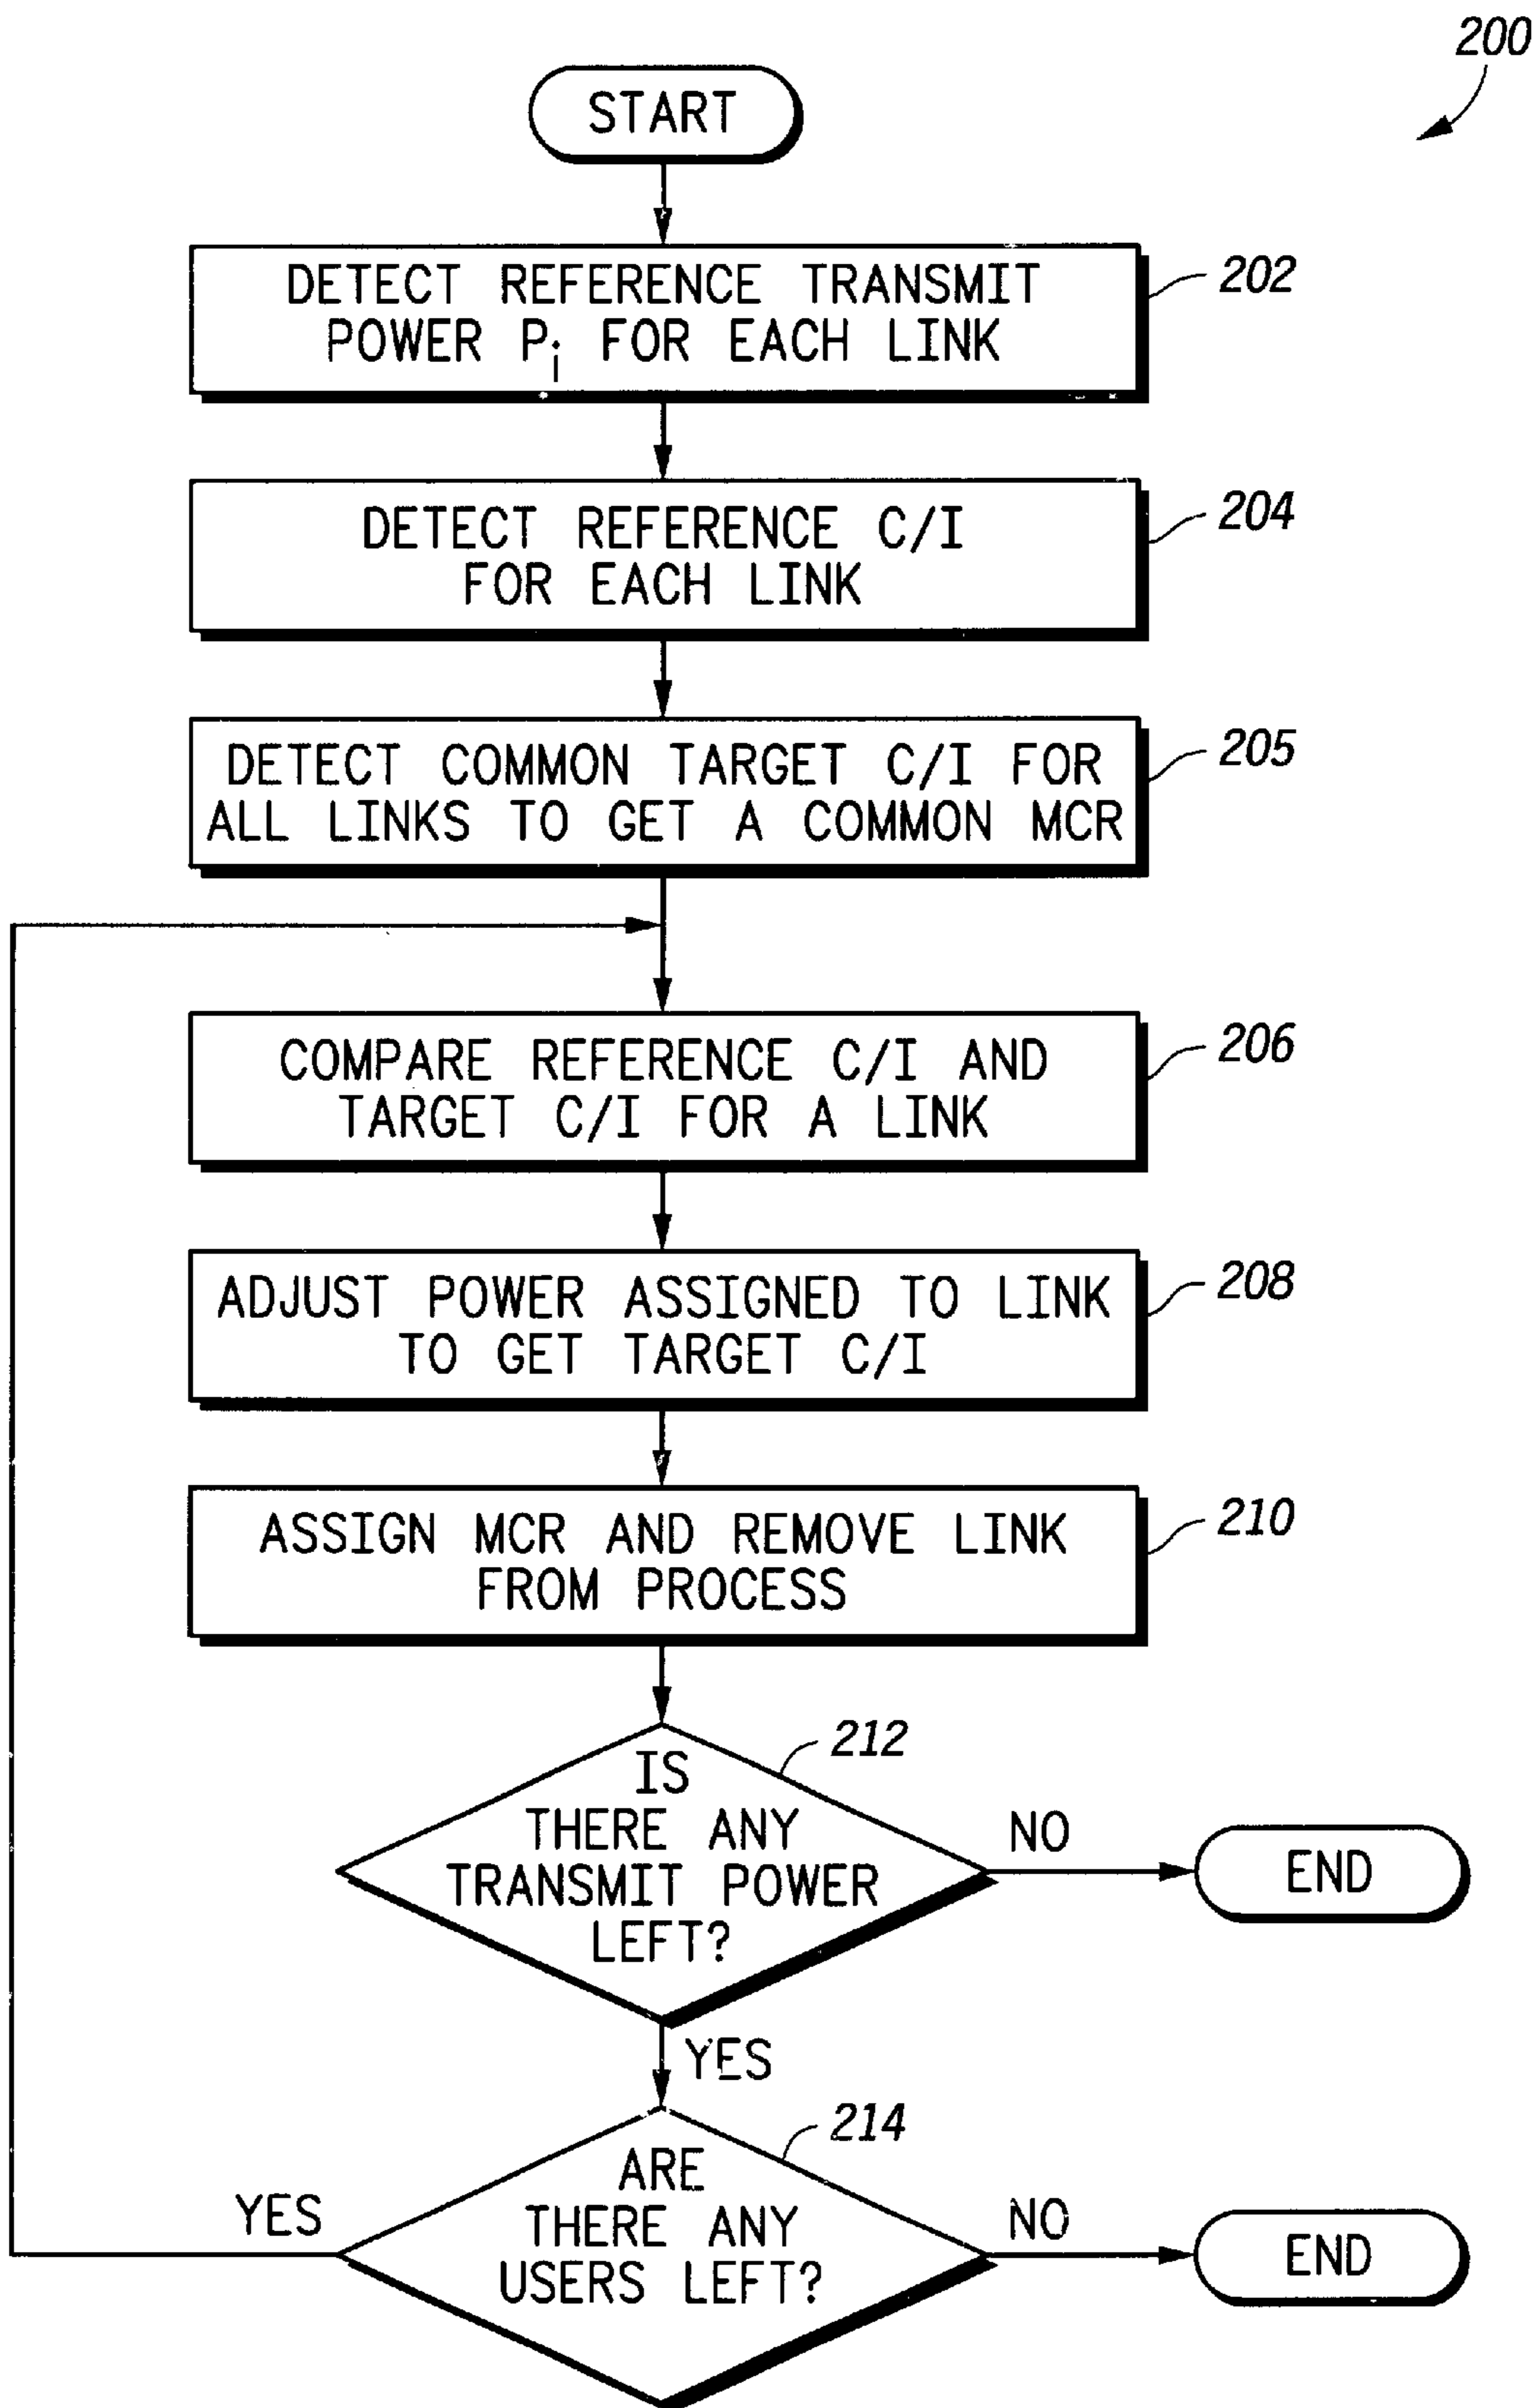 200
START
DETECT REFERENCE TRANSMIT
POWER Pi FOR EACH LINK
202
DETECT REFERENCE C/I
FOR EACH LINK
204
DETECT COMMON TARGET C/I FOR
ALL LINKS TO GET A COMMON MCR
205
COMPARE REFERENCE C/I AND
TARGET C/I FOR A LINK
206
ADJUST POWER ASSIGNED TO LINK
TO GET TARGET C/I
208
ASSIGN MCR AND REMOVE LINK
FROM PROCESS
210
212
IS
THERE ANY
TRANSMIT POWER
LEFT?
NO
END
YES
214
ARE
THERE ANY
USERS LEFT?
YES
NO
END